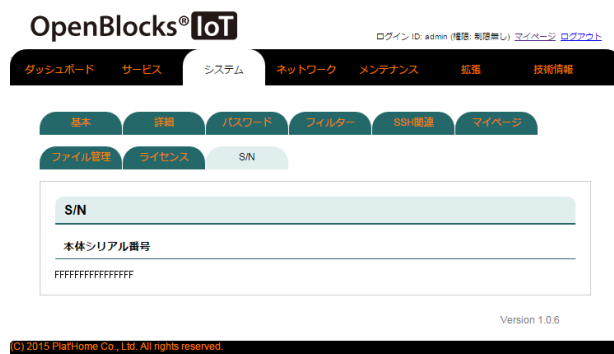 OpenBlocks® IoT
ログイン ID: admin (権限: 制限無し) マイページ ログアウト
ダッシュボード サービス システム ネットワーク メンテナンス 拡張 技術情報
基本 詳細 パスワード フィルター SSH関連 マイページ
ファイル管理 ライセンス S/N
S/N
本体シリアル番号
FFFFFFFFFFFFFFFF
Version 1.0.6
(C) 2015 Plat'Home Co., Ltd. All rights reserved.